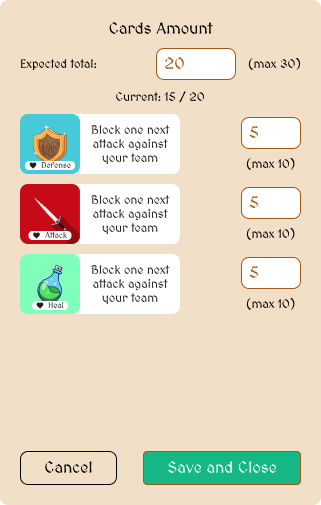 Cards Amount
Expected total: 20 (max 30)
Current: 15 / 20
Block one next
attack against
your team
Defense
5
(max 10)
Block one next
attack against
your team
Attack
5
(max 10)
Block one next
attack against
your team
Heal
5
(max 10)
Cancel Save and Close